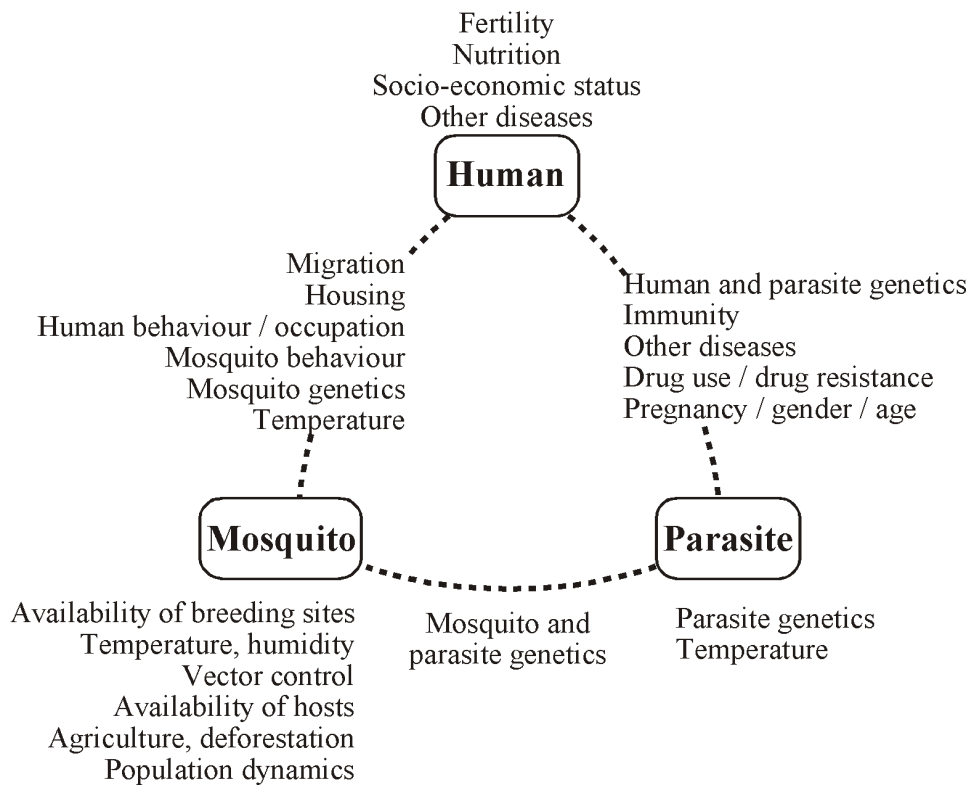 Fertility
Nutrition
Socio-economic status
Other diseases
Human
Migration
Housing
Human behaviour / occupation
Mosquito behaviour
Mosquito genetics
Temperature
Human and parasite genetics
Immunity
Other diseases
Drug use / drug resistance
Pregnancy / gender / age
Mosquito
Parasite
Availability of breeding sites
Temperature, humidity
Vector control
Availability of hosts
Agriculture, deforestation
Population dynamics
Mosquito and
parasite genetics
Parasite genetics
Temperature